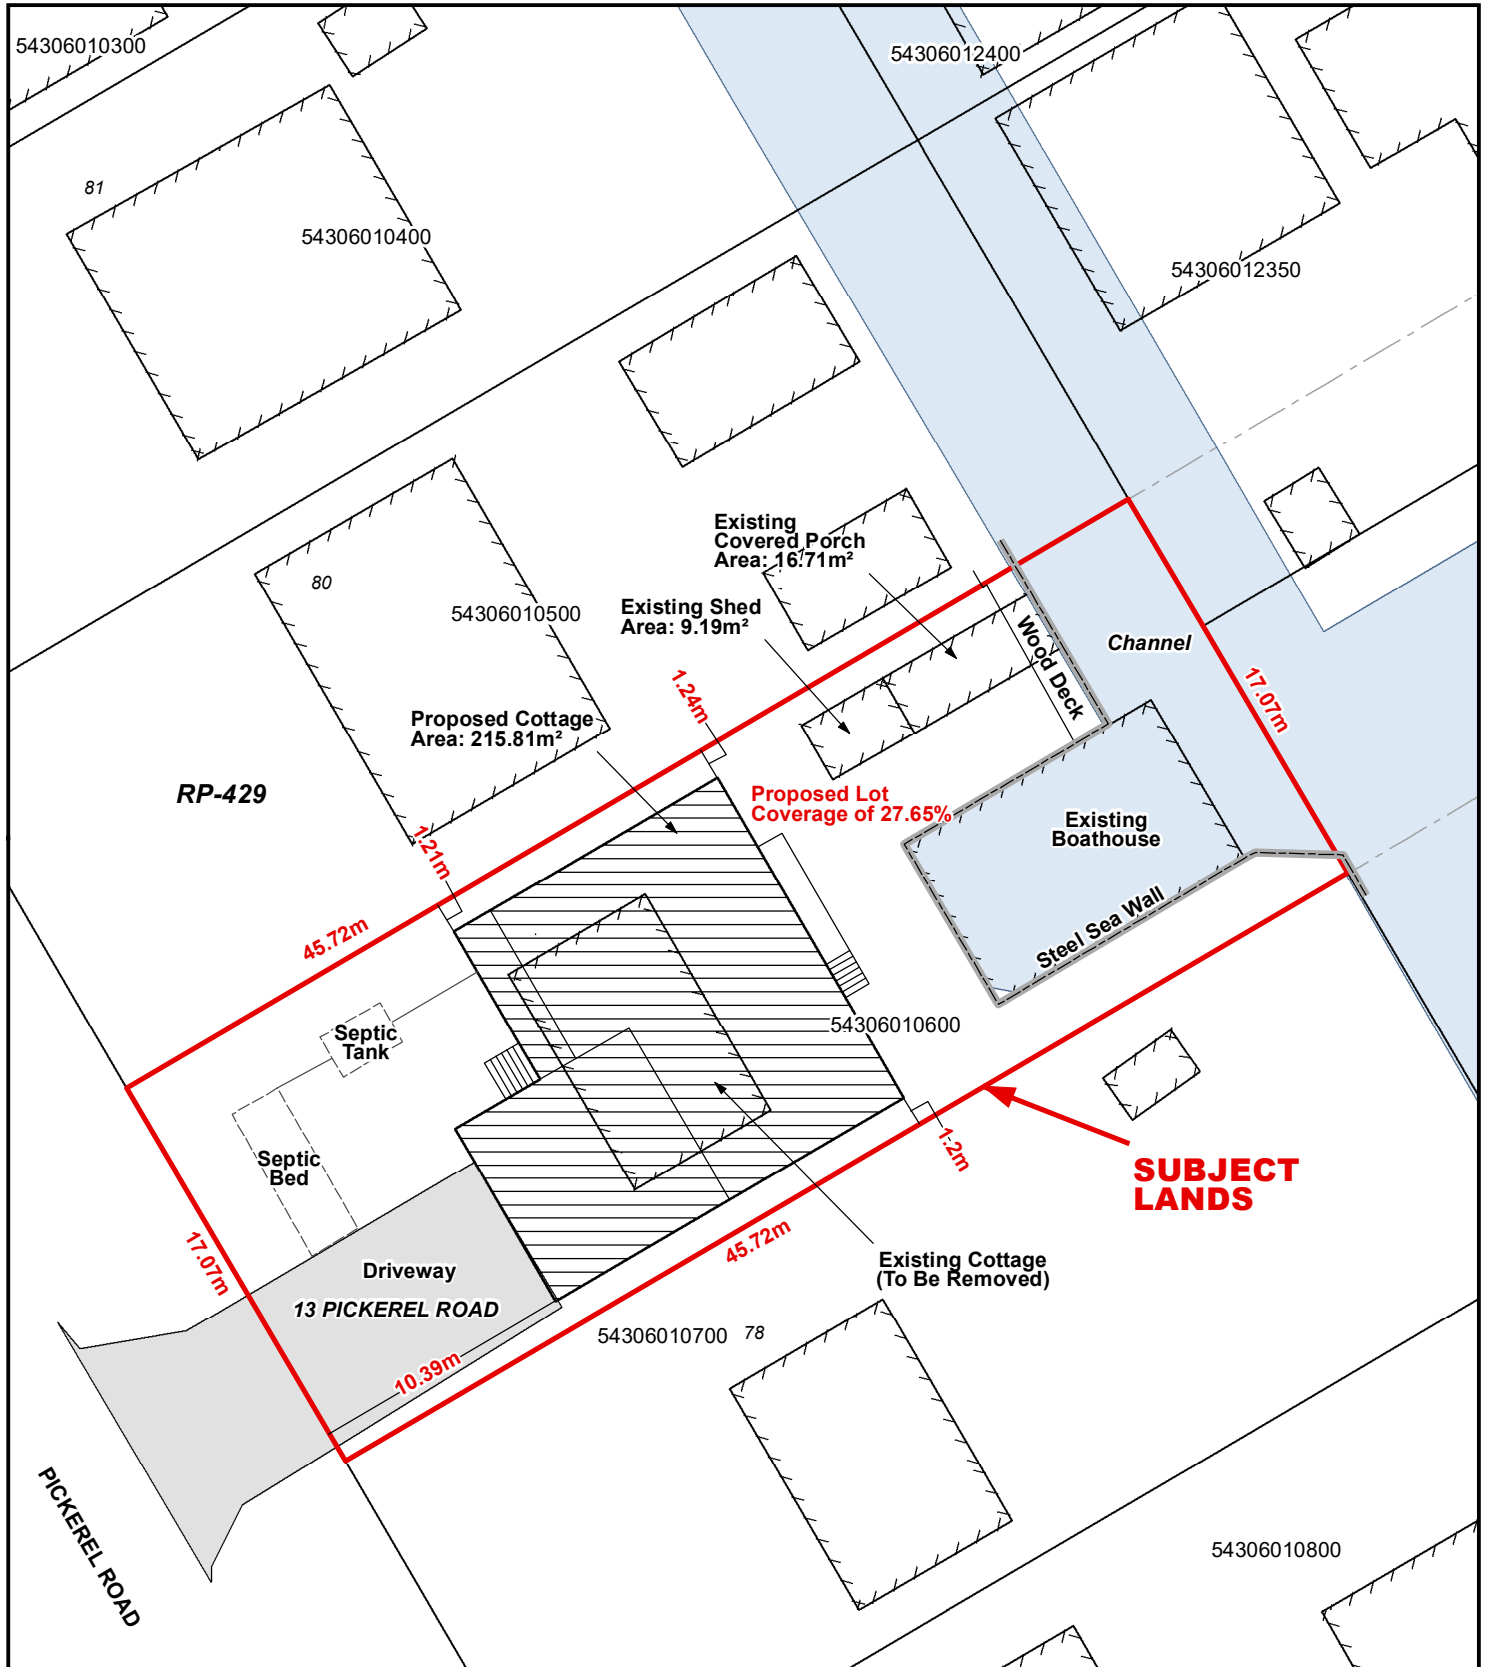 54306010300
54306012400
81
54306010400
54306012350
Existing
Covered Porch
Area: 16.71m²
80
54306010500
Existing Shed
Area: 9.19m²
Wood Deck
Channel
1.24m
17.07m
Proposed Cottage
Area: 215.81m²
RP-429
Proposed Lot
Coverage of 27.65%
Existing
Boathouse
1.21m
45.72m
Steel Sea Wall
54306010600
Septic
Tank
Septic
Bed
1.2m
SUBJECT
LANDS
17.07m
45.72m
Driveway
Existing Cottage
(To Be Removed)
13 PICKEREL ROAD
54306010700
78
10.39m
PICKEREL ROAD
54306010800